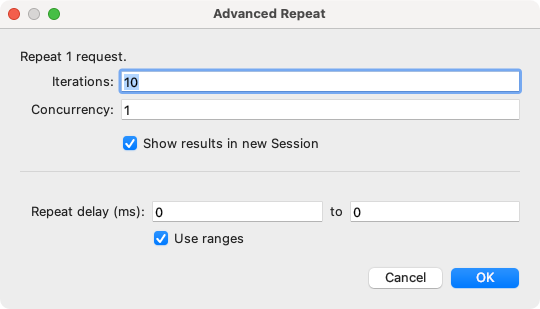 Advanced Repeat
Repeat 1 request.
Iterations: 10
Concurrency: 1
Show results in new Session
Repeat delay (ms): 0 to 0
Use ranges
Cancel OK